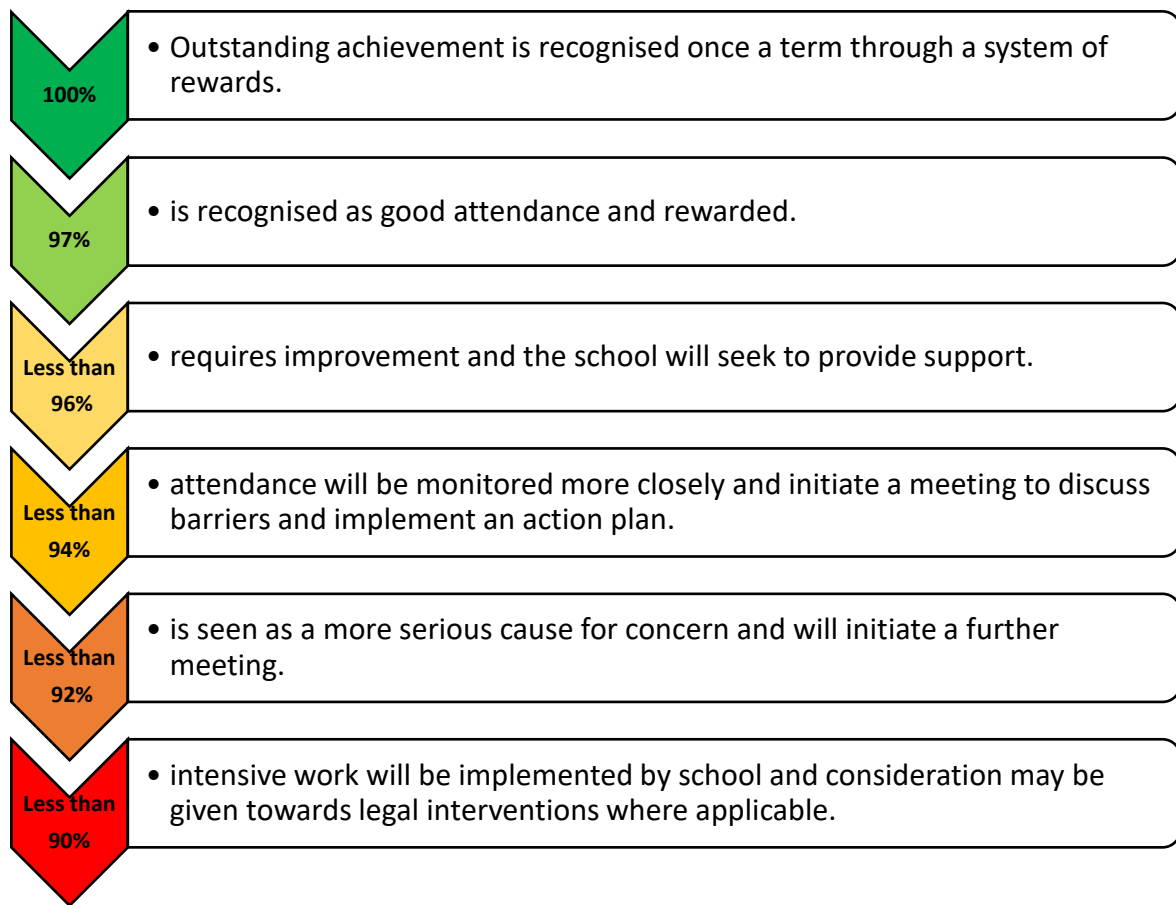 100%
• Outstanding achievement is recognised once a term through a system of
rewards.
97%
• is recognised as good attendance and rewarded.
Less than
96%
• requires improvement and the school will seek to provide support.
Less than
94%
• attendance will be monitored more closely and initiate a meeting to discuss
barriers and implement an action plan.
Less than
92%
• is seen as a more serious cause for concern and will initiate a further
meeting.
Less than
90%
• intensive work will be implemented by school and consideration may be
given towards legal interventions where applicable.